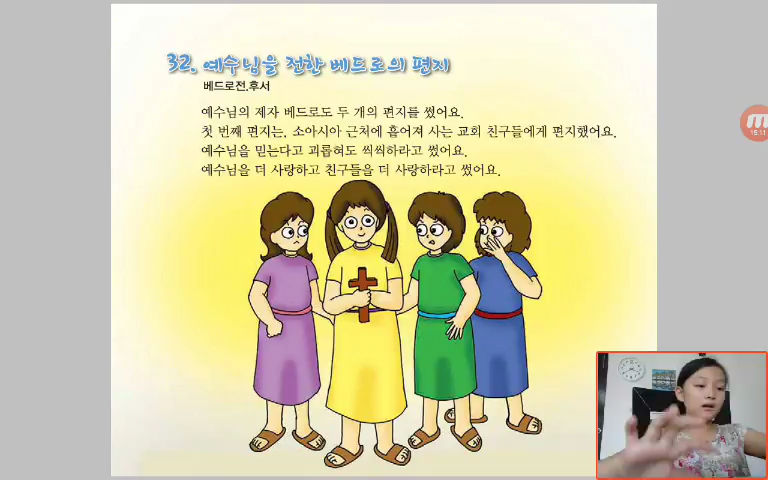 32. 예수님을 전한 베드로의 편지
베드로전.후서
예수님의 제자 베드로도 두 개의 편지를 썼어요.
첫 번째 편지는, 소아시아 근처에 흩어져 사는 교회 친구들에게 편지했어요.
예수님을 믿는다고 괴롭혀도 씩씩하라고 썼어요.
예수님을 더 사랑하고 친구들을 더 사랑하라고 썼어요.
15:11